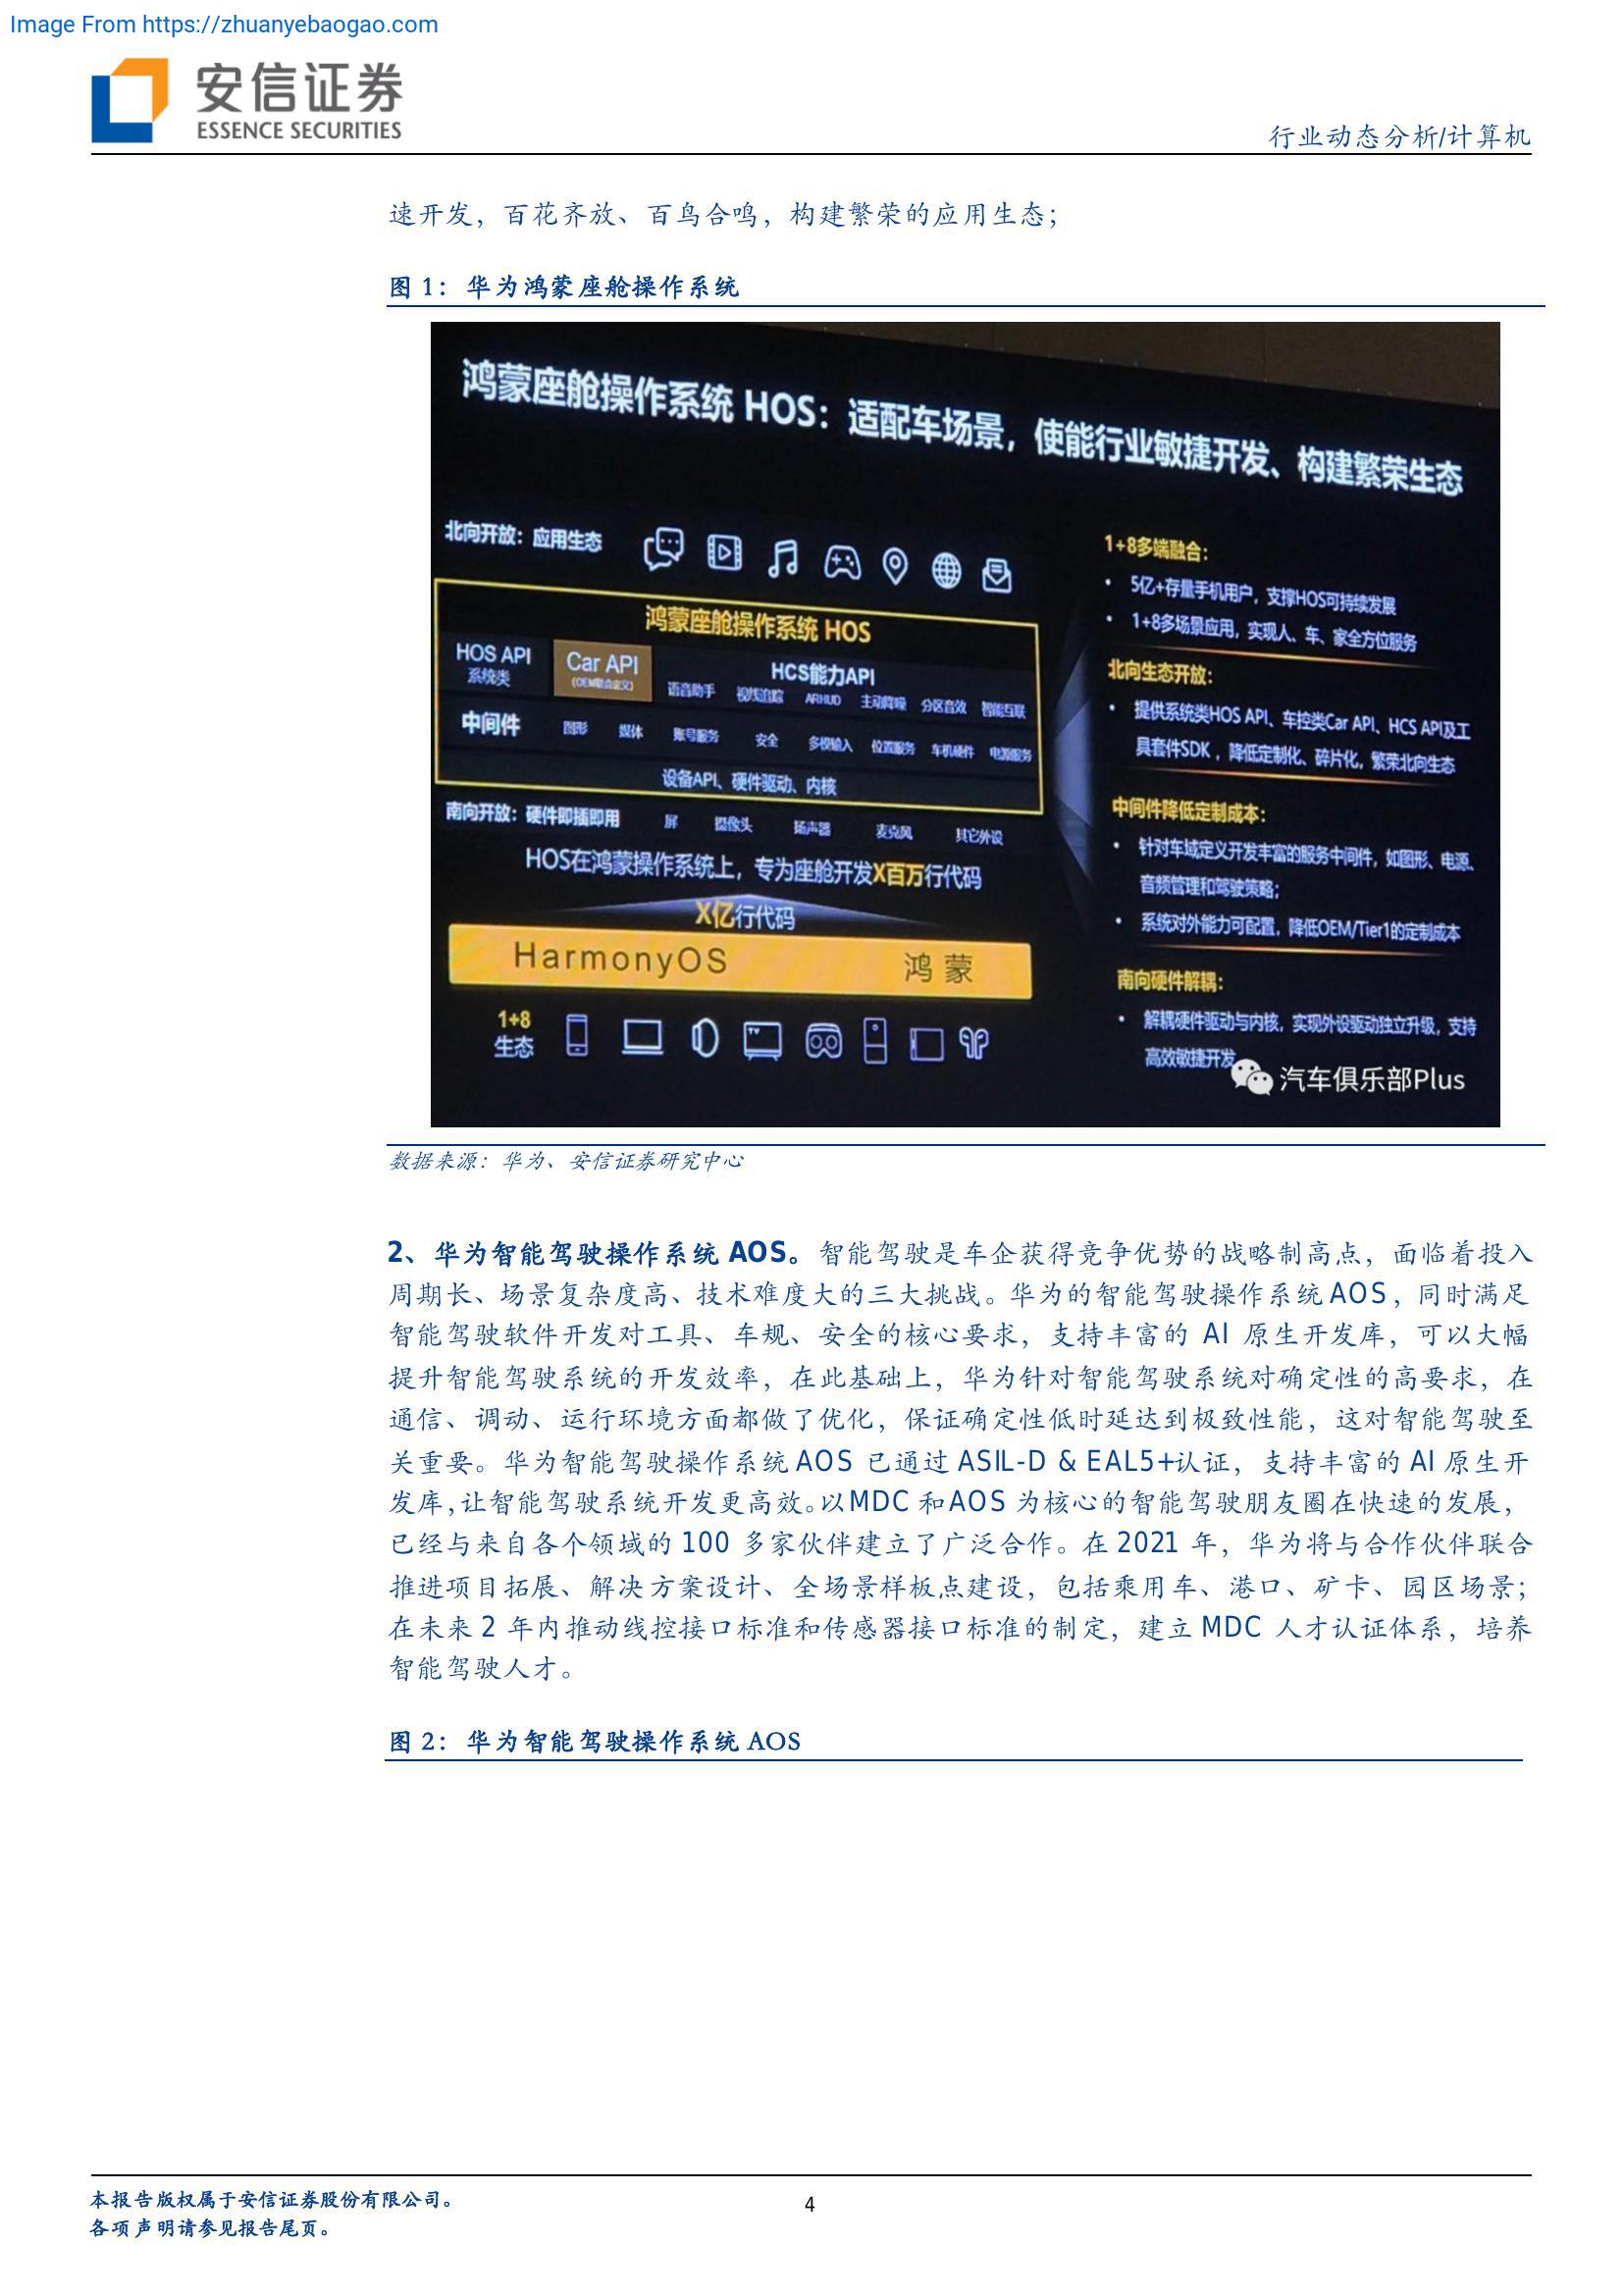 Image From https://zhuanyebaogao.com
安信证券
ESSENCE SECURITIES
行业动态分析/计算机
速开发，百花齐放、百鸟合鸣，构建繁荣的应用生态；
图 1：华为鸿蒙座舱操作系统
鸿蒙座舱操作系统 HOS：适配车场景，使能行业敏捷开发、构建繁荣生态
北向开放：应用生态
鸿蒙座舱操作系统 HOS
HOS API
系统类
Car API
(OEM联合定义)
HCS能力API
语音助手 视线追踪 ARHUD 主动降噪 分区音效 智能互联
中间件 图形 媒体 账号服务 安全 多模输入 位置服务 车机硬件 电源服务
设备API、硬件驱动、内核
南向开放：硬件即插即用 屏 摄像头 扬声器 麦克风 其它外设
HOS在鸿蒙操作系统上，专为座舱开发X百万行代码
X亿行代码
HarmonyOS 鸿蒙
1+8
生态
1+8多端融合：
• 5亿+存量手机用户，支撑HOS可持续发展
• 1+8多场景应用，实现人、车、家全方位服务
北向生态开放：
• 提供系统类HOS API、车控类Car API、HCS API及工
具套件SDK，降低定制化、碎片化，繁荣北向生态
中间件降低定制成本：
• 针对车域定义开发丰富的服务中间件，如图形、电源、
音频管理和驾驶策略；
• 系统对外能力可配置，降低OEM/Tier1的定制成本
南向硬件解耦：
• 解耦硬件驱动与内核，实现外设驱动独立升级，支持
高效敏捷开发
汽车俱乐部Plus
数据来源：华为、安信证券研究中心
2、华为智能驾驶操作系统 AOS。智能驾驶是车企获得竞争优势的战略制高点，面临着投入
周期长、场景复杂度高、技术难度大的三大挑战。华为的智能驾驶操作系统 AOS，同时满足
智能驾驶软件开发对工具、车规、安全的核心要求，支持丰富的 AI 原生开发库，可以大幅
提升智能驾驶系统的开发效率，在此基础上，华为针对智能驾驶系统对确定性的高要求，在
通信、调动、运行环境方面都做了优化，保证确定性低时延达到极致性能，这对智能驾驶至
关重要。华为智能驾驶操作系统 AOS 已通过 ASIL-D & EAL5+认证，支持丰富的 AI 原生开
发库，让智能驾驶系统开发更高效。以 MDC 和 AOS 为核心的智能驾驶朋友圈在快速的发展，
已经与来自各个领域的 100 多家伙伴建立了广泛合作。在 2021 年，华为将与合作伙伴联合
推进项目拓展、解决方案设计、全场景样板点建设，包括乘用车、港口、矿卡、园区场景；
在未来 2 年内推动线控接口标准和传感器接口标准的制定，建立 MDC 人才认证体系，培养
智能驾驶人才。
图 2：华为智能驾驶操作系统 AOS
本报告版权属于安信证券股份有限公司。
各项声明请参见报告尾页。
4